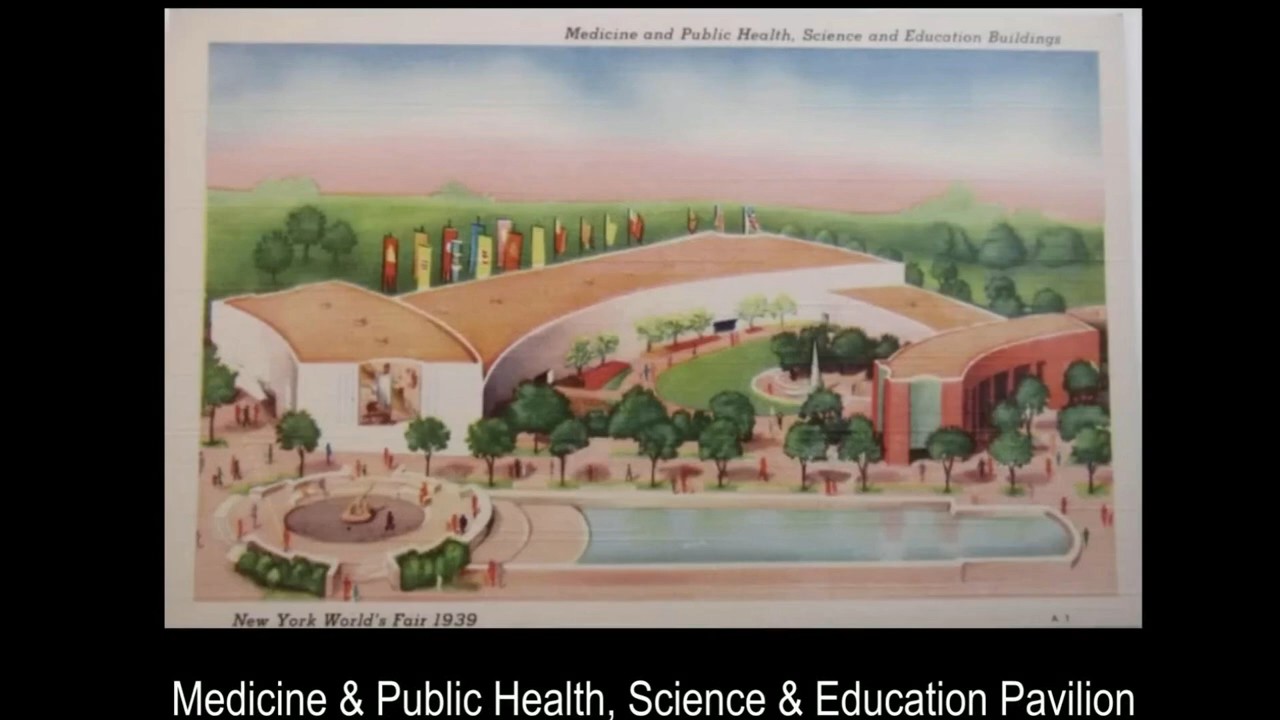 Medicine and Public Health, Science and Education Buildings
New York World's Fair 1939
A 1
Medicine & Public Health, Science & Education Pavilion